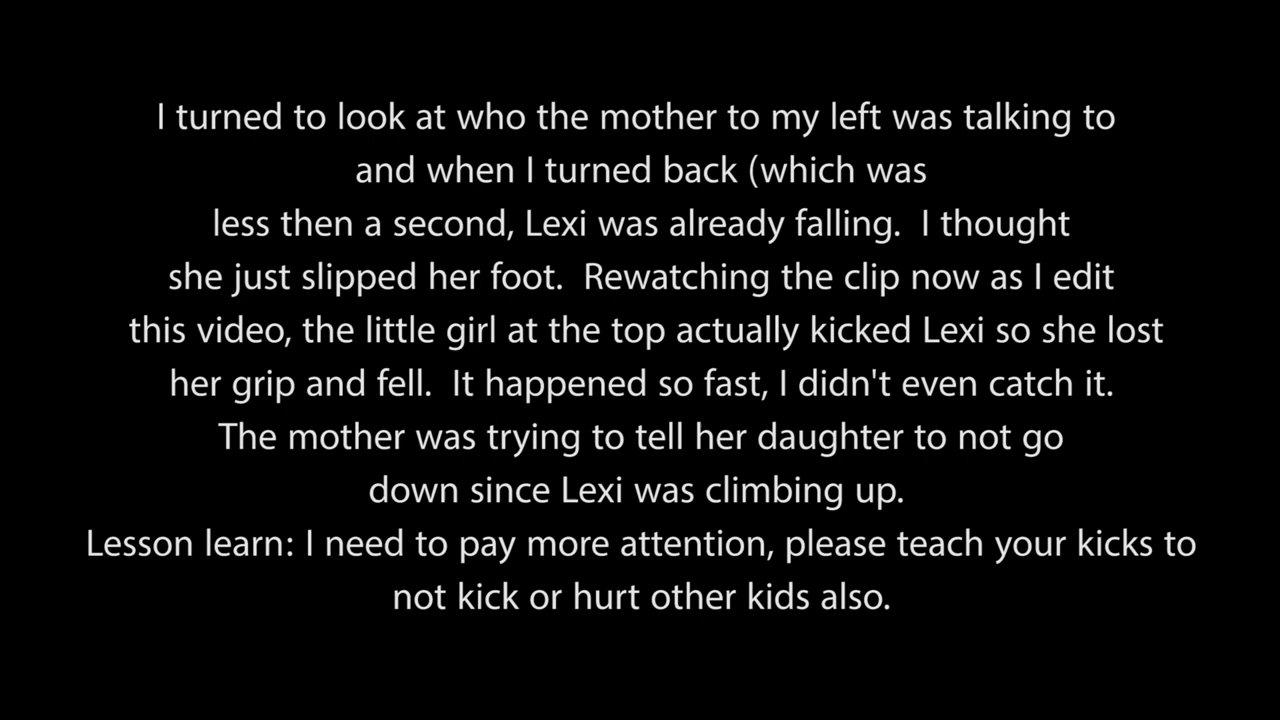 I turned to look at who the mother to my left was talking to
and when I turned back (which was
less then a second, Lexi was already falling.  I thought
she just slipped her foot.  Rewatching the clip now as I edit
this video, the little girl at the top actually kicked Lexi so she lost
her grip and fell.  It happened so fast, I didn't even catch it.
The mother was trying to tell her daughter to not go
down since Lexi was climbing up.
Lesson learn: I need to pay more attention, please teach your kicks to
not kick or hurt other kids also.